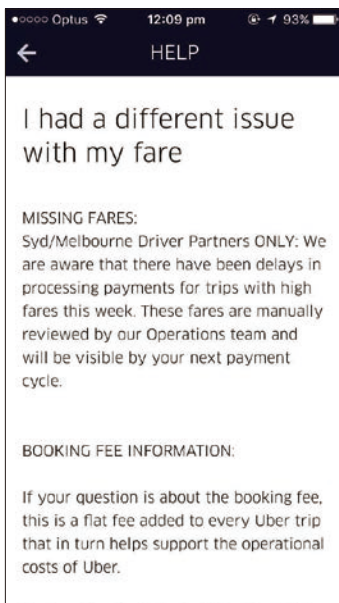 Optus 12:09 pm 93%
HELP
I had a different issue
with my fare
MISSING FARES:
Syd/Melbourne Driver Partners ONLY: We
are aware that there have been delays in
processing payments for trips with high
fares this week. These fares are manually
reviewed by our Operations team and
will be visible by your next payment
cycle.
BOOKING FEE INFORMATION:
If your question is about the booking fee,
this is a flat fee added to every Uber trip
that in turn helps support the operational
costs of Uber.